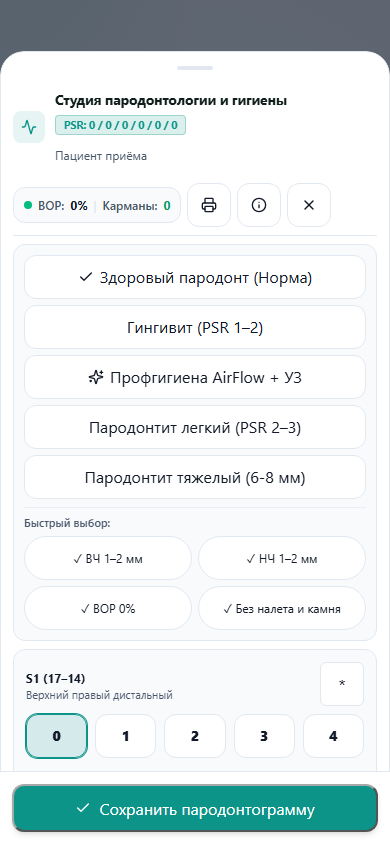 Студия пародонтологии и гигиены
PSR: 0 / 0 / 0 / 0 / 0 / 0
Пациент приёма
BOP: 0% | Карманы: 0
✓ Здоровый пародонт (Норма)
Гингивит (PSR 1–2)
Профгигиена AirFlow + УЗ
Пародонтит легкий (PSR 2–3)
Пародонтит тяжелый (6-8 мм)
Быстрый выбор:
✓ ВЧ 1–2 мм
✓ НЧ 1–2 мм
✓ BOP 0%
✓ Без налета и камня
S1 (17–14)
Верхний правый дистальный
*
0 1 2 3 4
✓ Сохранить пародонтограмму